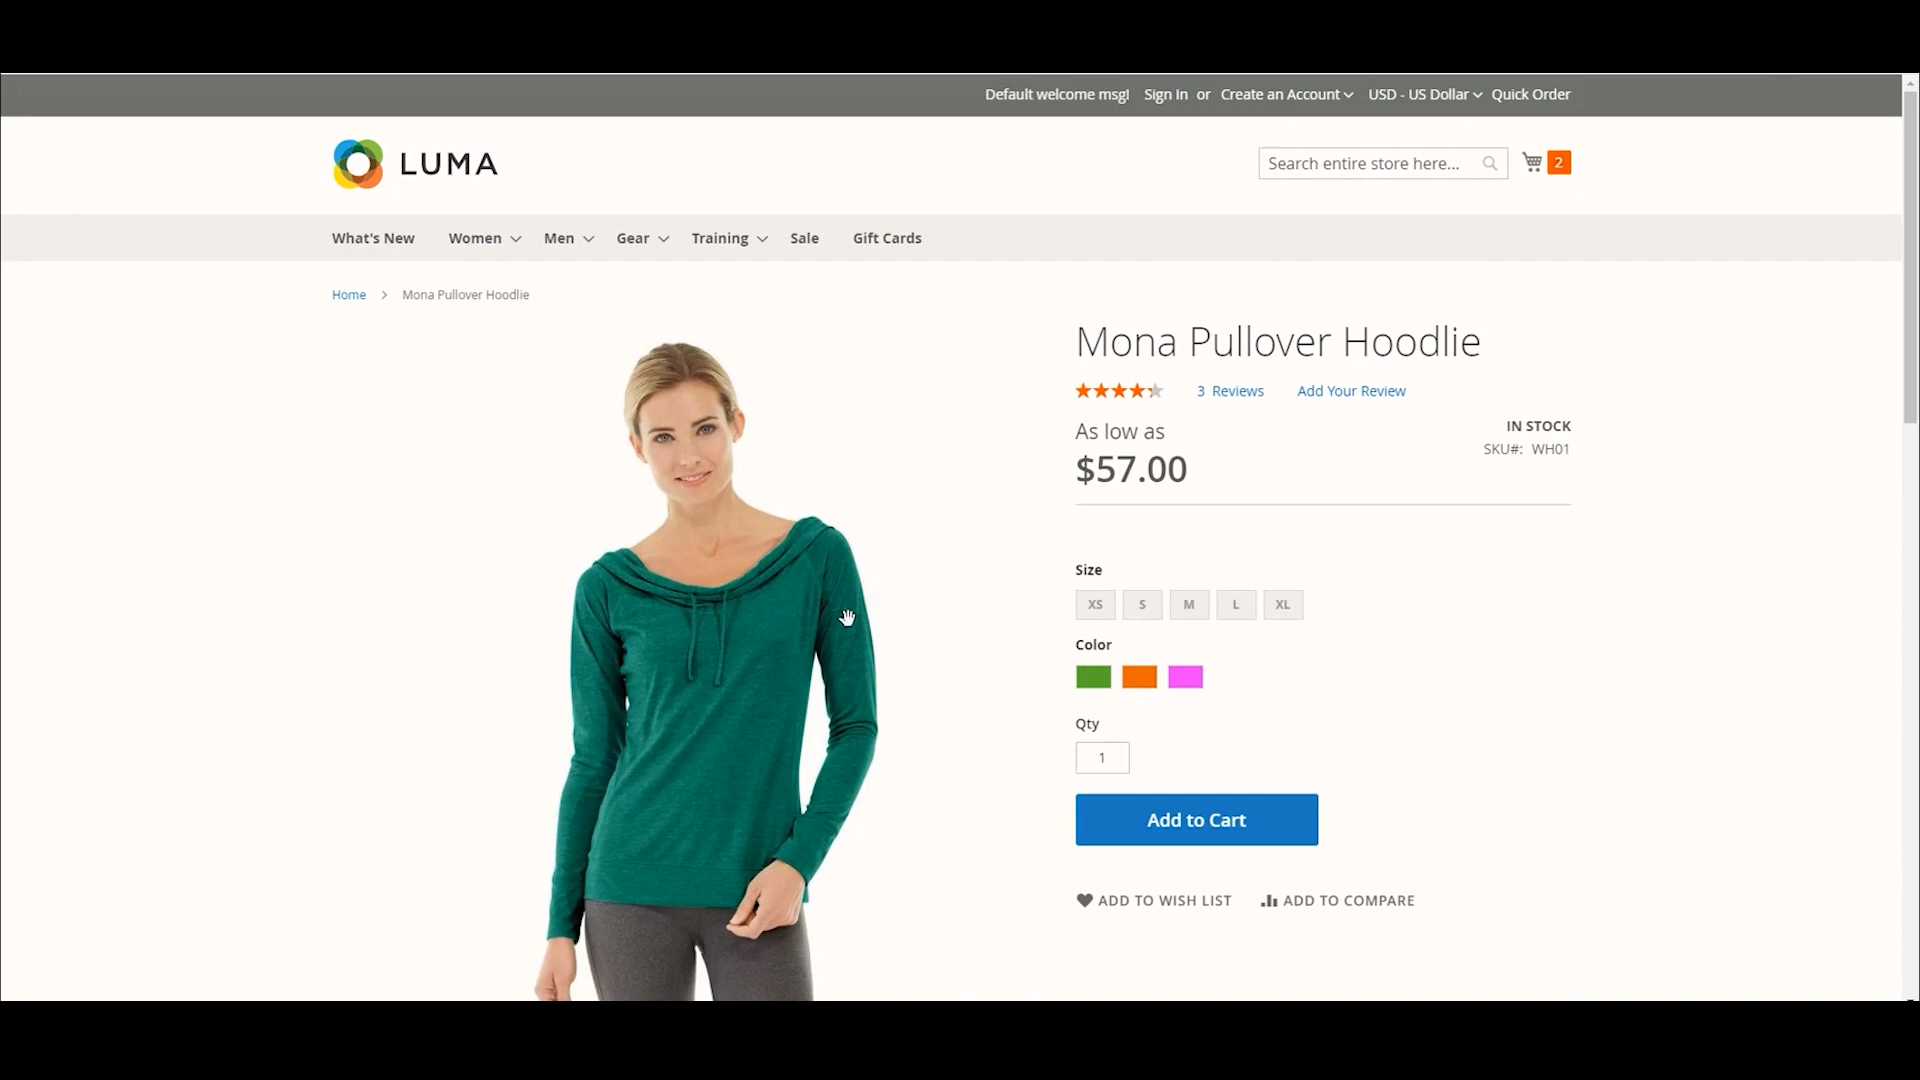 Default welcome msg! Sign In or Create an Account USD - US Dollar Quick Order
LUMA
Search entire store here...
2
What's New Women Men Gear Training Sale Gift Cards
Home Mona Pullover Hoodlie
Mona Pullover Hoodlie
3 Reviews Add Your Review
As low as
$57.00
IN STOCK
SKU#: WH01
Size
XS S M L XL
Color
Qty
1
Add to Cart
ADD TO WISH LIST ADD TO COMPARE